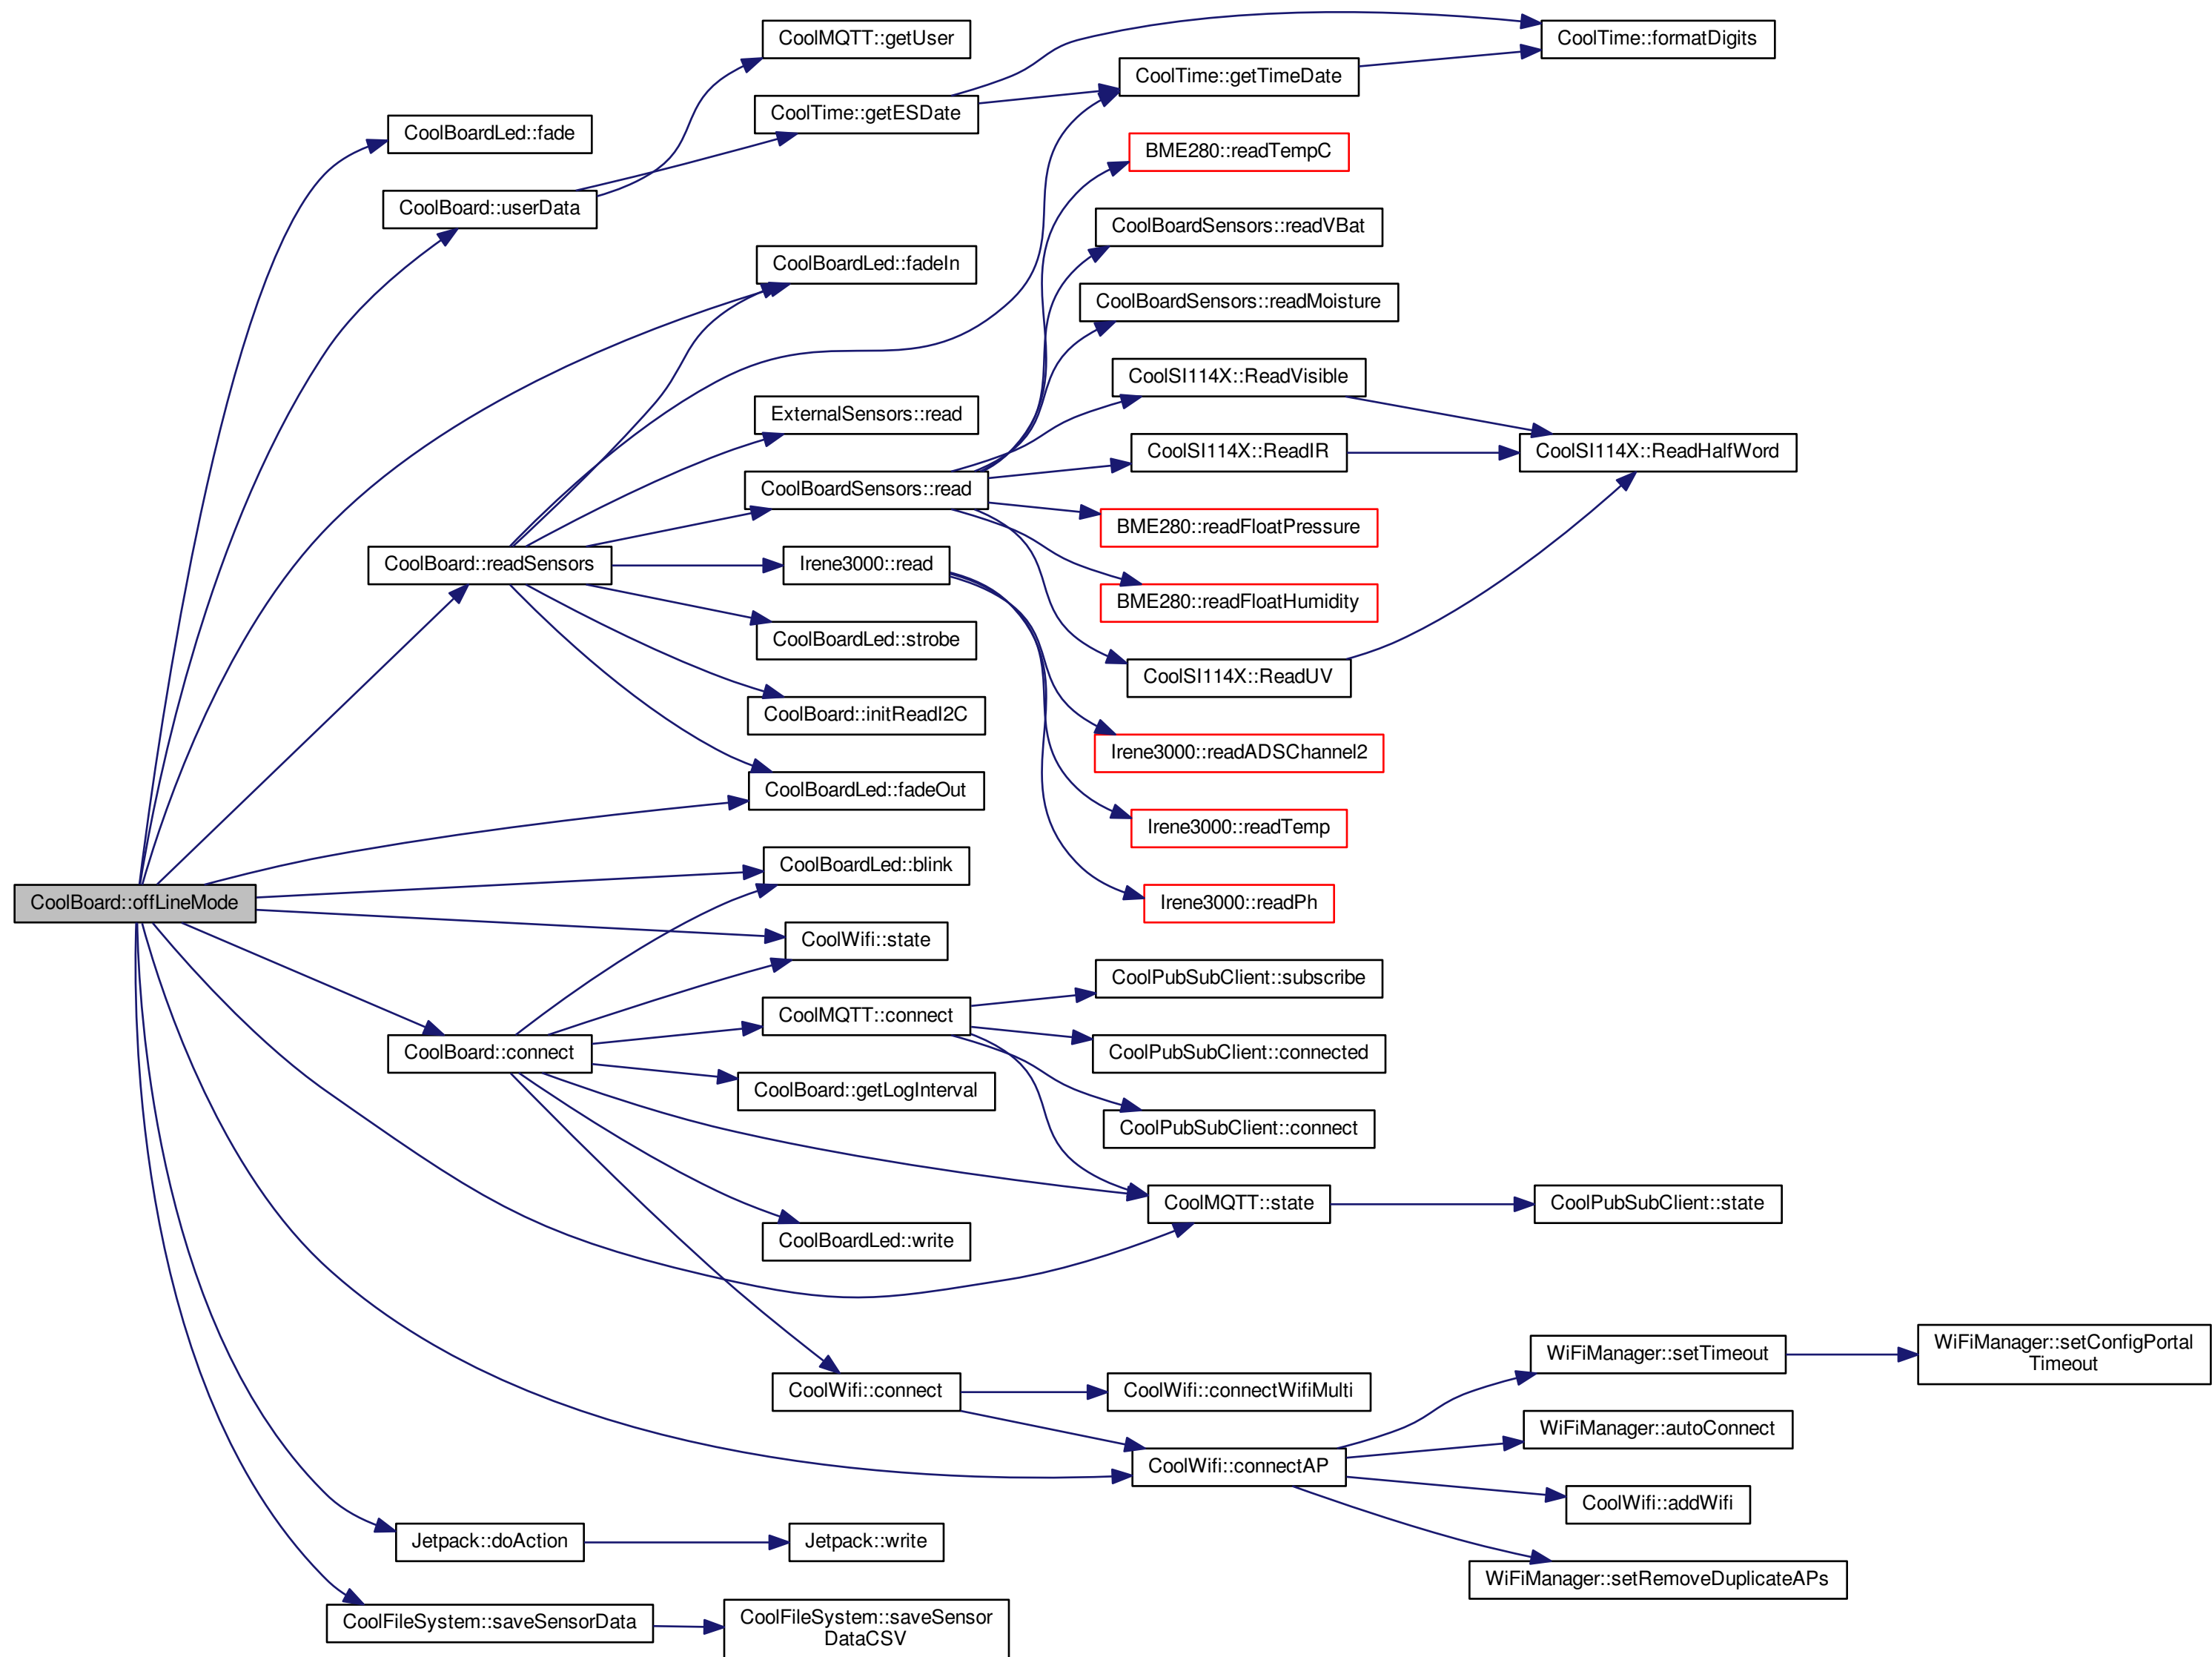 CoolMQTT::getUser
CoolTime::formatDigits
CoolTime::getTimeDate
CoolTime::getESDate
CoolBoardLed::fade
BME280::readTempC
CoolBoard::userData
CoolBoardSensors::readVBat
CoolBoardLed::fadeIn
CoolBoardSensors::readMoisture
CoolSI114X::ReadVisible
ExternalSensors::read
CoolSI114X::ReadIR
CoolSI114X::ReadHalfWord
CoolBoardSensors::read
BME280::readFloatPressure
CoolBoard::readSensors
Irene3000::read
BME280::readFloatHumidity
CoolBoardLed::strobe
CoolSI114X::ReadUV
CoolBoard::initReadI2C
Irene3000::readADSChannel2
CoolBoardLed::fadeOut
Irene3000::readTemp
CoolBoardLed::blink
CoolBoard::offLineMode
Irene3000::readPh
CoolWifi::state
CoolPubSubClient::subscribe
CoolMQTT::connect
CoolBoard::connect
CoolPubSubClient::connected
CoolBoard::getLogInterval
CoolPubSubClient::connect
CoolMQTT::state
CoolPubSubClient::state
CoolBoardLed::write
WiFiManager::setTimeout
WiFiManager::setConfigPortal
Timeout
CoolWifi::connect
CoolWifi::connectWifiMulti
WiFiManager::autoConnect
CoolWifi::connectAP
CoolWifi::addWifi
Jetpack::doAction
Jetpack::write
WiFiManager::setRemoveDuplicateAPs
CoolFileSystem::saveSensorData
CoolFileSystem::saveSensor
DataCSV